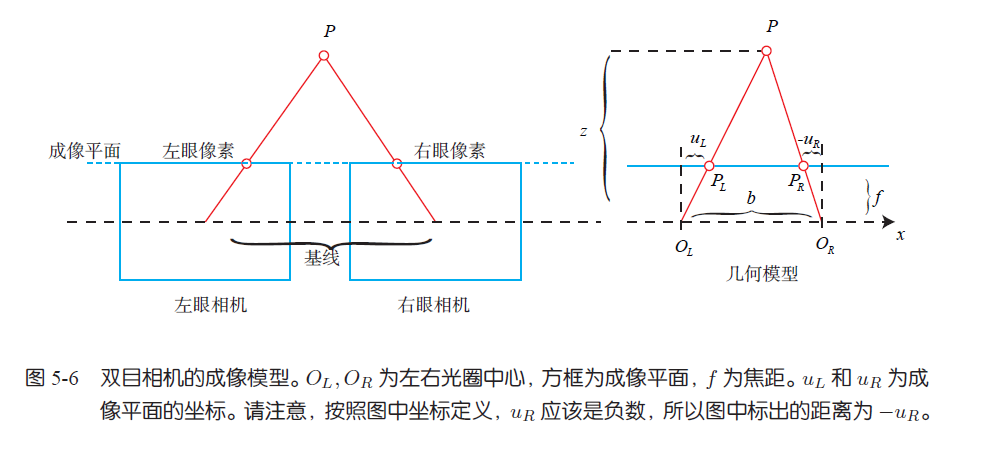 P
成像平面
左眼像素
右眼像素
基线
左眼相机
右眼相机
P
z
u_L
-u_R
P_L
P_R
b
f
x
O_L
O_R
几何模型
图 5-6 双目相机的成像模型。O_L, O_R 为左右光圈中心，方框为成像平面，f 为焦距。u_L 和 u_R 为成
像平面的坐标。请注意，按照图中坐标定义，u_R 应该是负数，所以图中标出的距离为 −u_R。